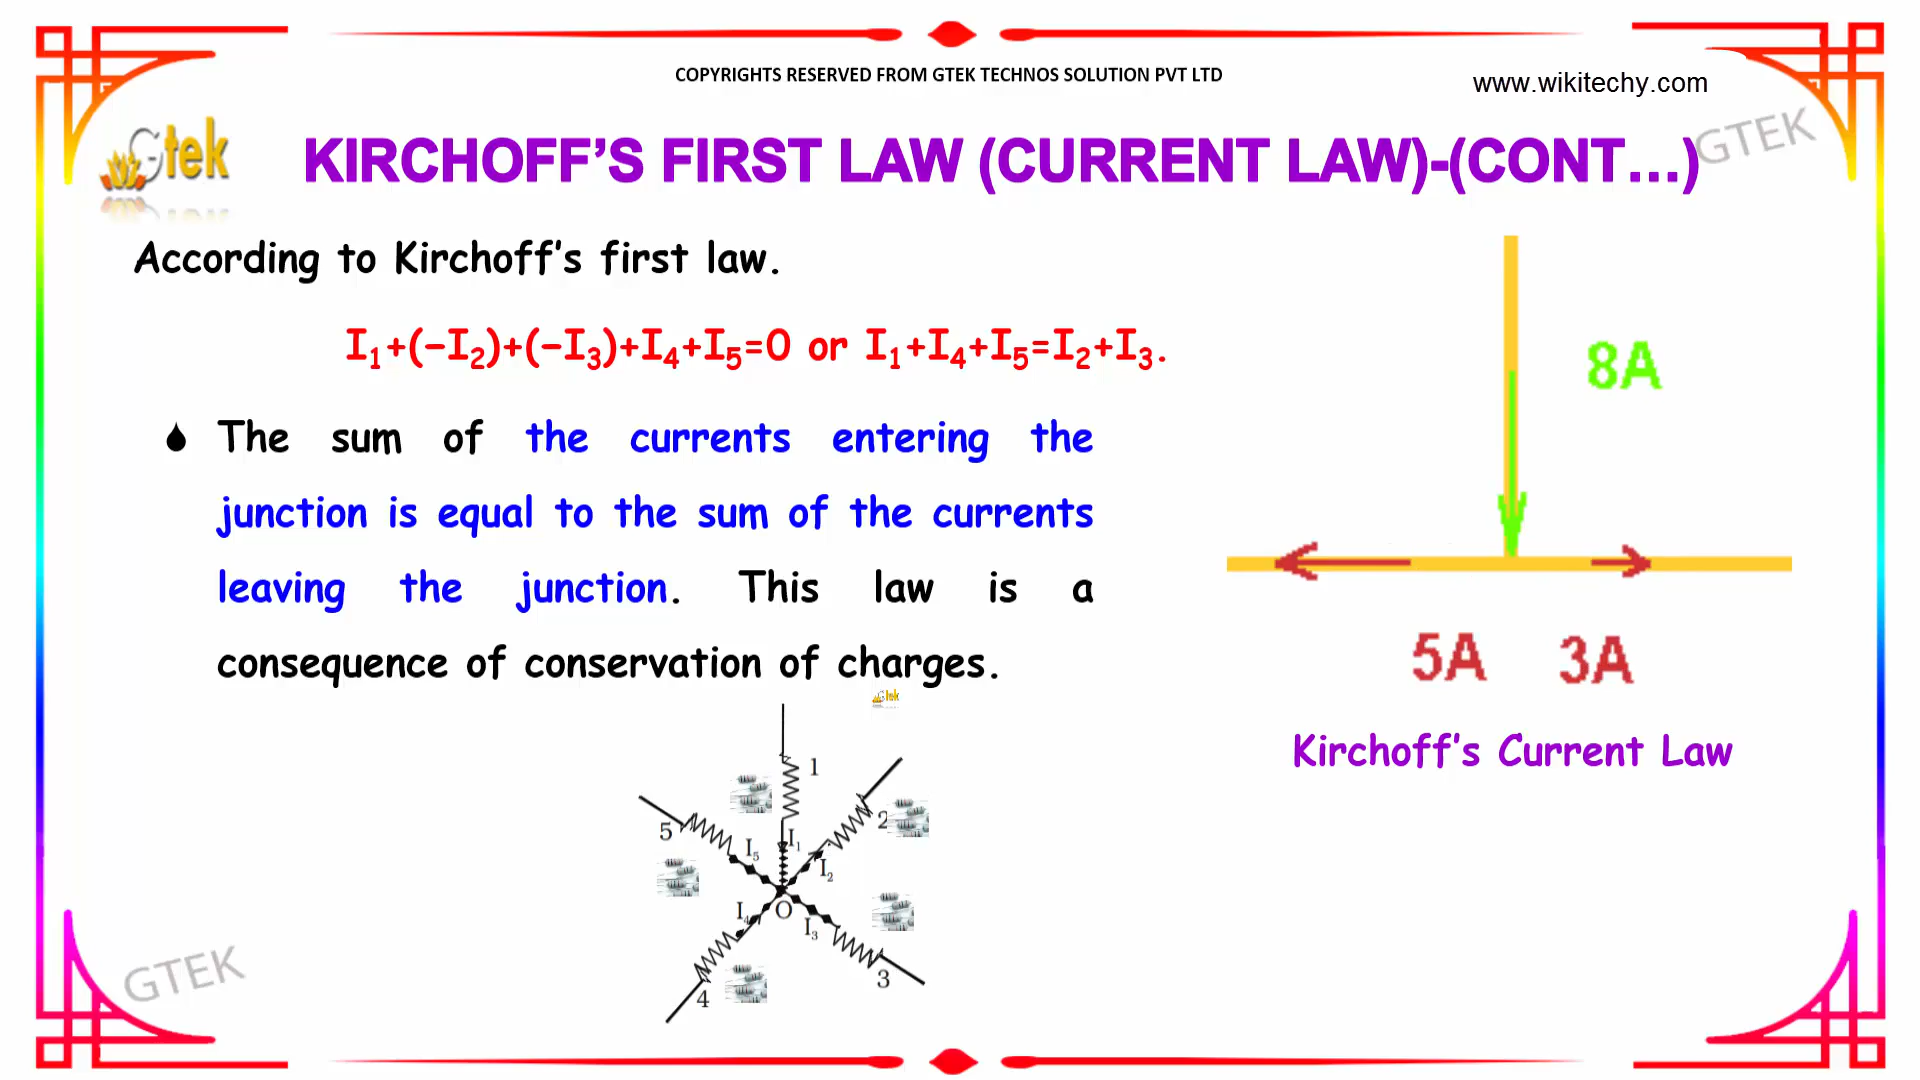 COPYRIGHTS RESERVED FROM GTEK TECHNOS SOLUTION PVT LTD
www.wikitechy.com
GTEK
Gtek
KIRCHOFF’S FIRST LAW (CURRENT LAW)-(CONT…)
According to Kirchoff’s first law.
I₁+(−I₂)+(−I₃)+I₄+I₅=0 or I₁+I₄+I₅=I₂+I₃.
The sum of the currents entering the
junction is equal to the sum of the currents
leaving the junction. This law is a
consequence of conservation of charges.
8A
5A 3A
Kirchoff’s Current Law
Gtek
1
2
5
I₁
I₅
I₂
I₄
O
I₃
3
4
GTEK